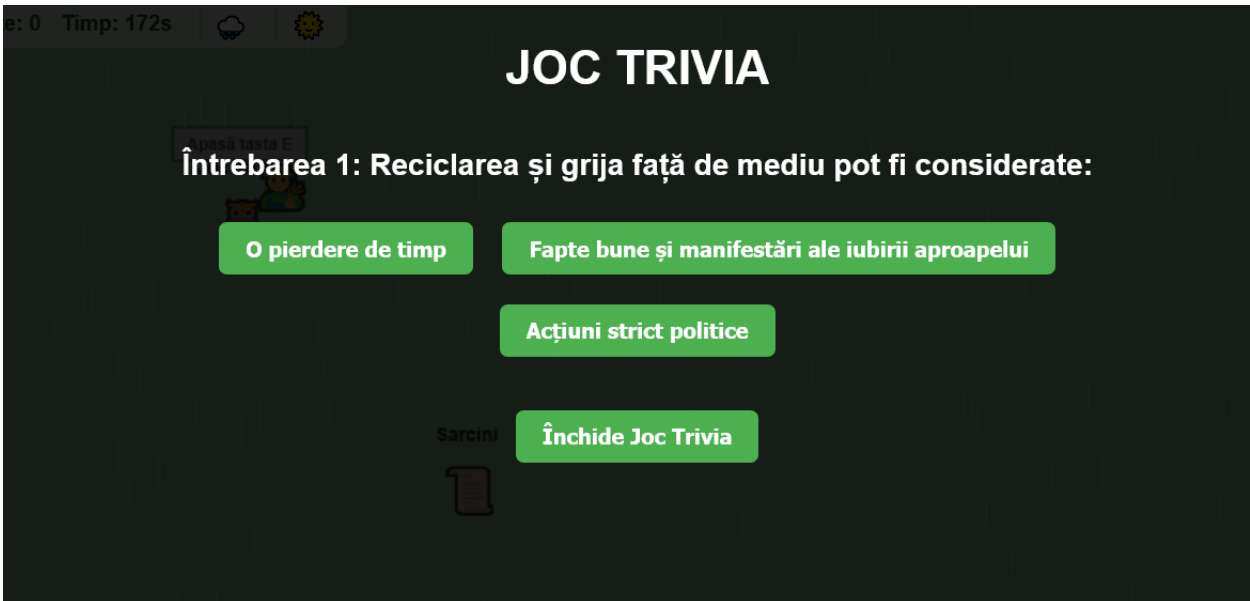 e: 0 Timp: 172s
JOC TRIVIA
Apasă tasta E
Întrebarea 1: Reciclarea și grija față de mediu pot fi considerate:
O pierdere de timp
Fapte bune și manifestări ale iubirii aproapelui
Acțiuni strict politice
Sarcini
Închide Joc Trivia